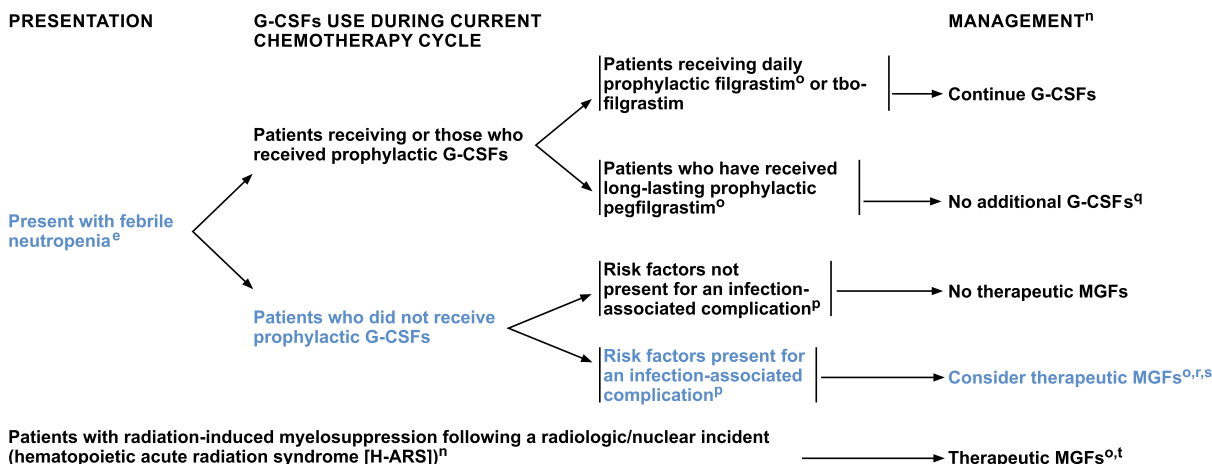 PRESENTATION
G-CSFs USE DURING CURRENT
CHEMOTHERAPY CYCLE
MANAGEMENTⁿ
Patients receiving daily
prophylactic filgrastimᵒ or tbo-
filgrastim
Continue G-CSFs
Patients receiving or those who
received prophylactic G-CSFs
Patients who have received
long-lasting prophylactic
pegfilgrastimᵒ
No additional G-CSFsq
Present with febrile
neutropeniaᵉ
Risk factors not
present for an infection-
associated complicationᵖ
No therapeutic MGFs
Patients who did not receive
prophylactic G-CSFs
Risk factors present for
an infection-associated
complicationᵖ
Consider therapeutic MGFsᵒ,ʳ,ˢ
Patients with radiation-induced myelosuppression following a radiologic/nuclear incident
(hematopoietic acute radiation syndrome [H-ARS])ⁿ
Therapeutic MGFsᵒ,ᵗ